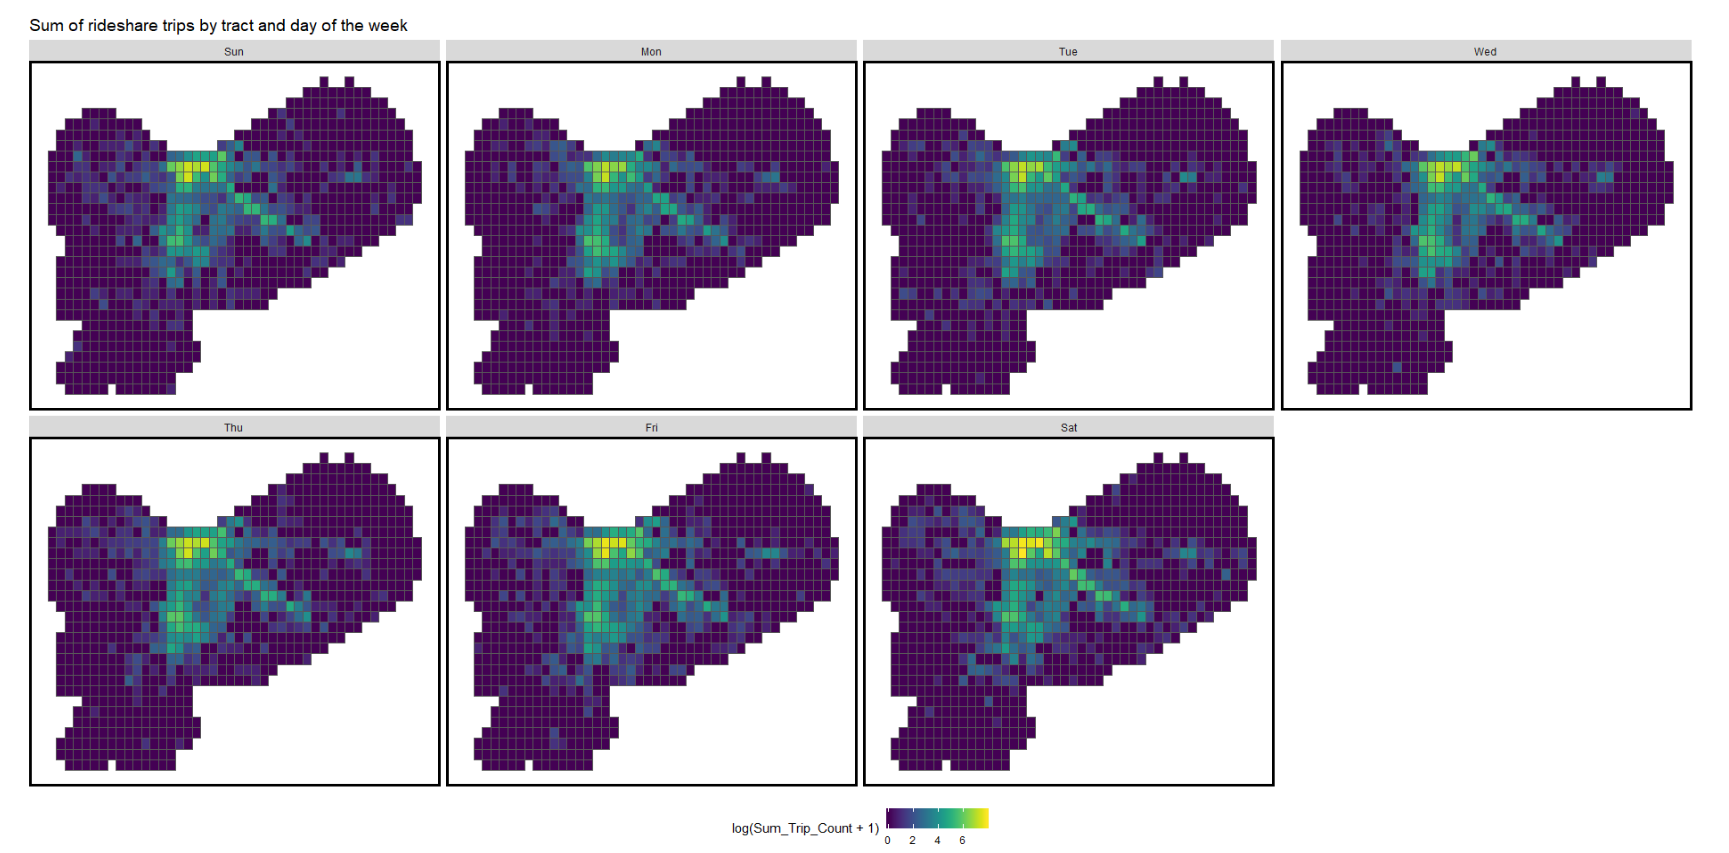 Sum of rideshare trips by tract and day of the week
Sun Mon Tue Wed
Thu Fri Sat
log(Sum_Trip_Count + 1)
0 2 4 6